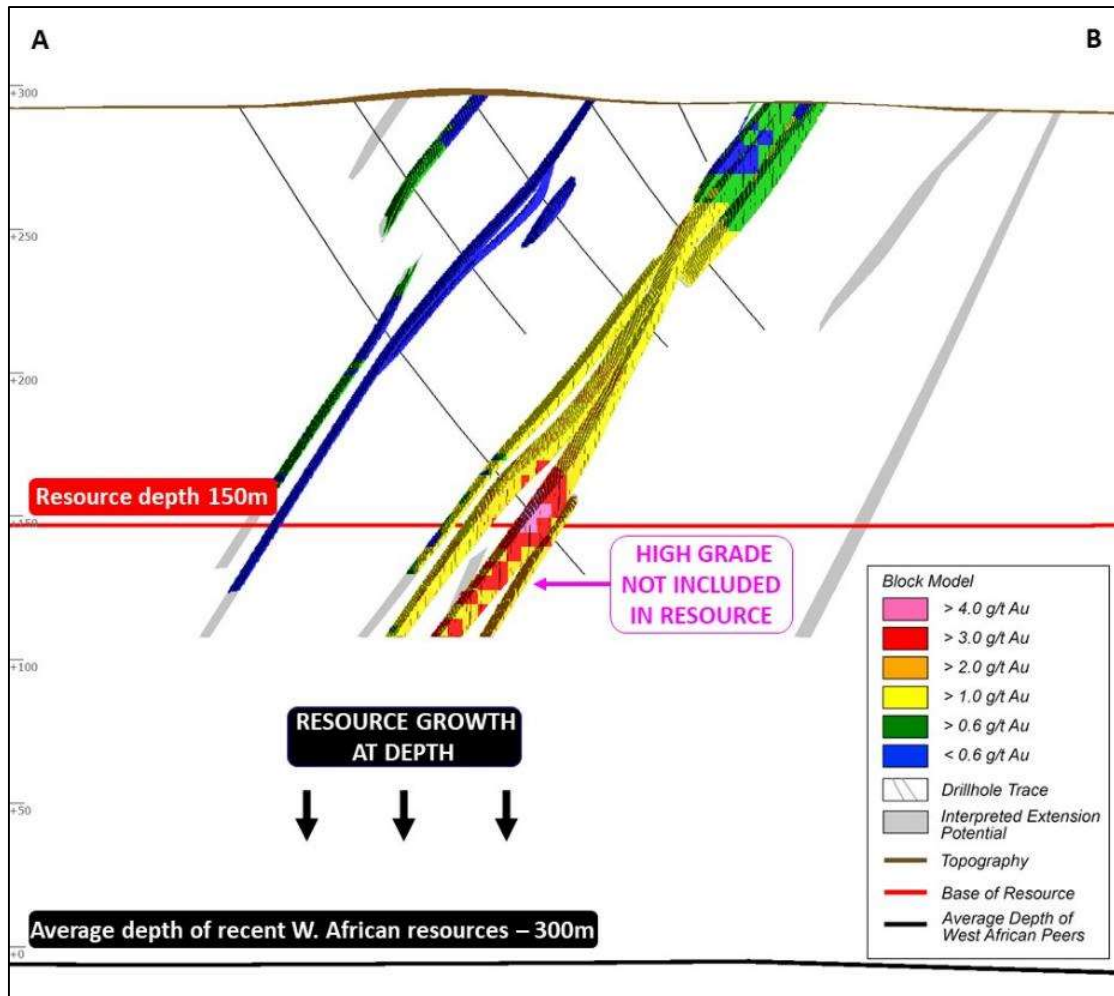 A
B
+300
+250
+200
Resource depth 150m
+150
HIGH GRADE
NOT INCLUDED
IN RESOURCE
+100
RESOURCE GROWTH
AT DEPTH
+50
Average depth of recent W. African resources – 300m
+0
Block Model
> 4.0 g/t Au
> 3.0 g/t Au
> 2.0 g/t Au
> 1.0 g/t Au
> 0.6 g/t Au
< 0.6 g/t Au
Drillhole Trace
Interpreted Extension
Potential
Topography
Base of Resource
Average Depth of
West African Peers